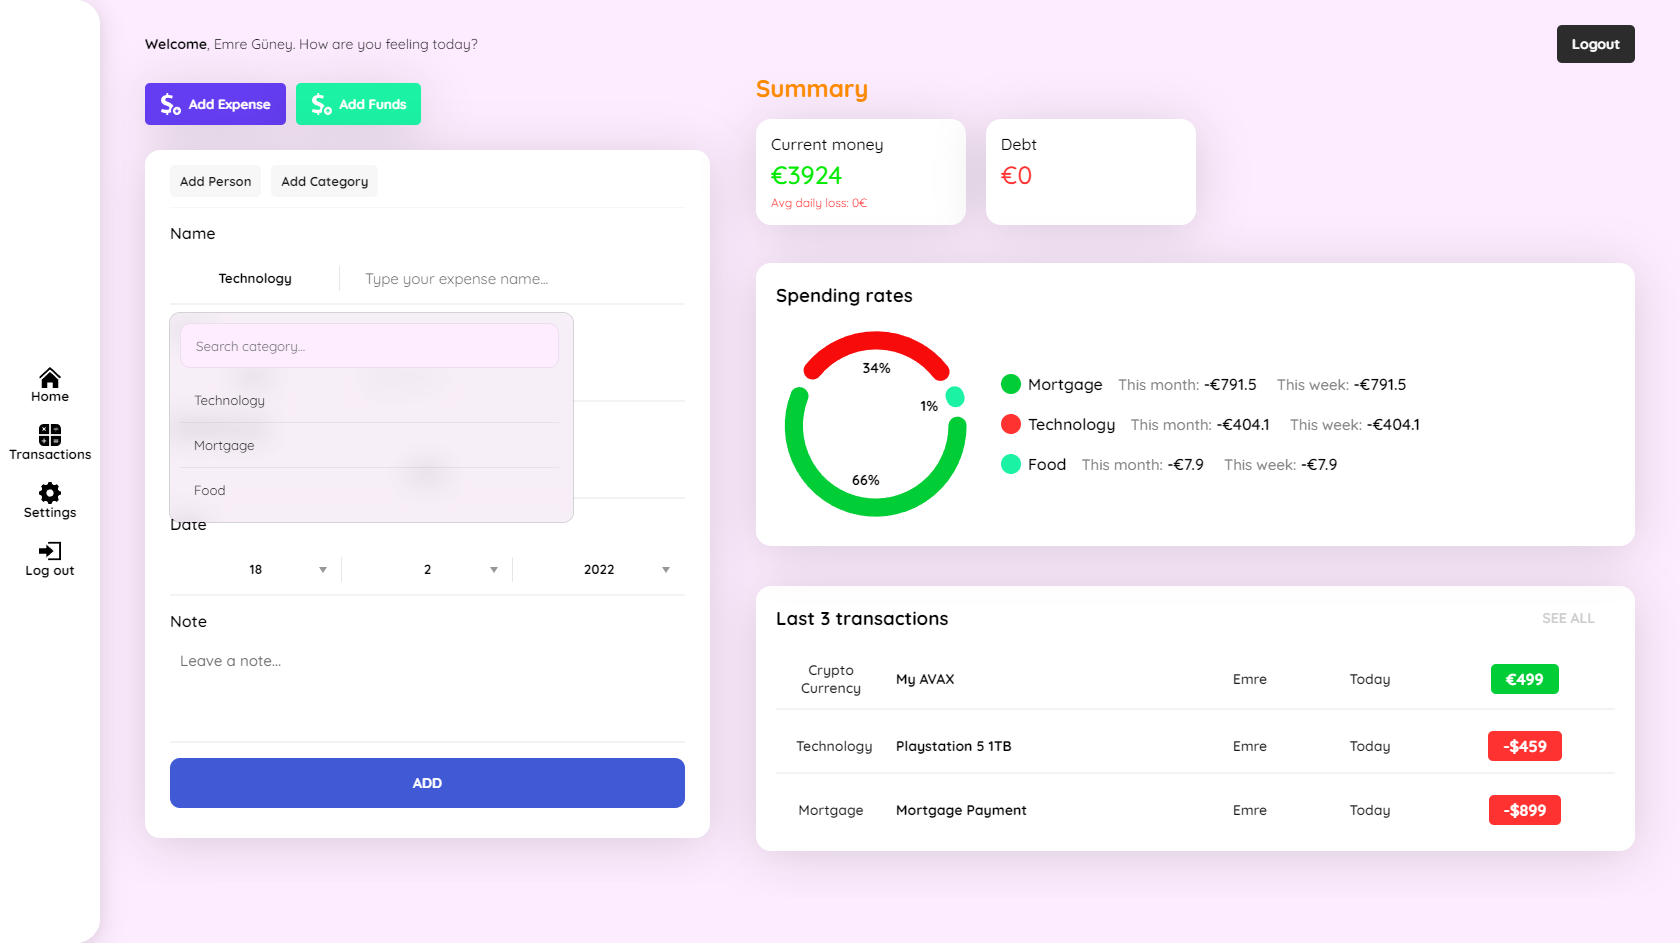 Home
Transactions
Settings
Log out
Welcome, Emre Güney. How are you feeling today?
Logout
Add Expense
Add Funds
Add Person
Add Category
Name
Technology
Type your expense name...
Search category...
Technology
Mortgage
Food
Date
18
2
2022
Note
Leave a note...
ADD
Summary
Current money
€3924
Avg daily loss: 0€
Debt
€0
Spending rates
34%
1%
66%
Mortgage This month: -€791.5 This week: -€791.5
Technology This month: -€404.1 This week: -€404.1
Food This month: -€7.9 This week: -€7.9
Last 3 transactions
SEE ALL
Crypto
Currency
My AVAX Emre Today €499
Technology Playstation 5 1TB Emre Today -$459
Mortgage Mortgage Payment Emre Today -$899